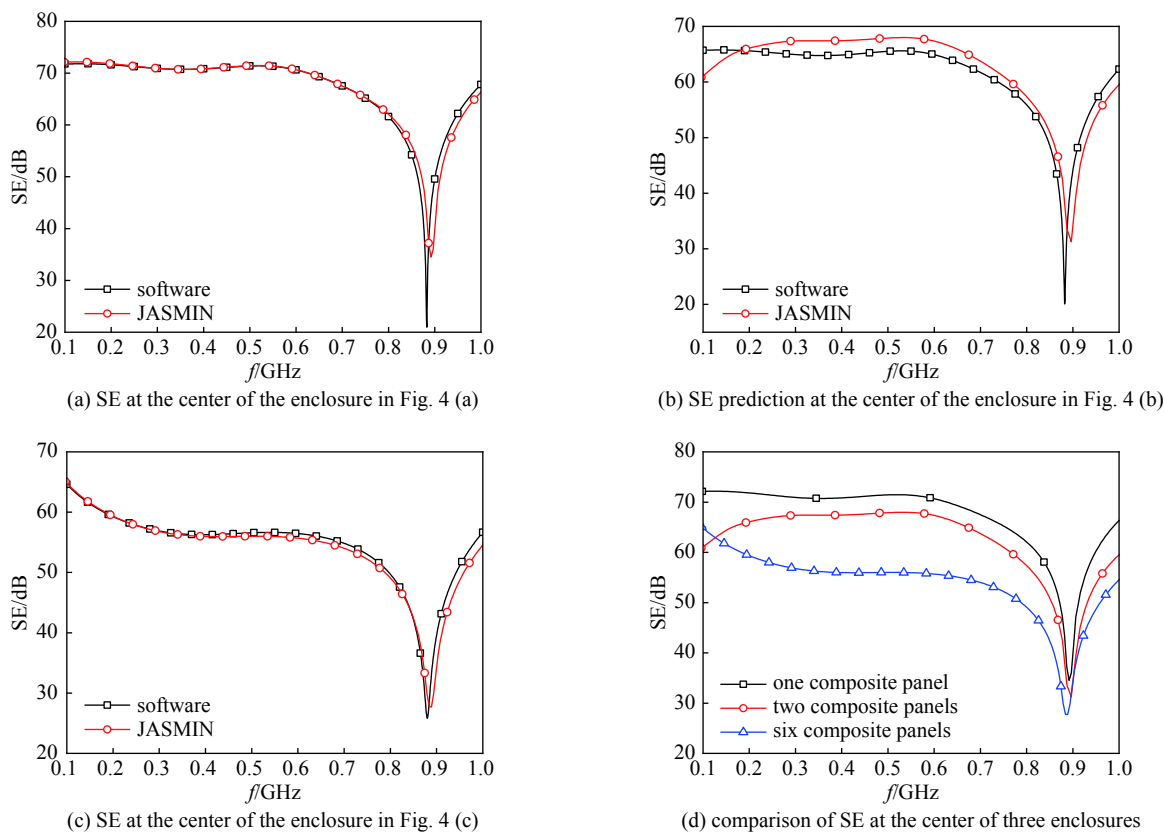 80
70
60
50
40
30
20
SE/dB
software
JASMIN
0.1 0.2 0.3 0.4 0.5 0.6 0.7 0.8 0.9 1.0
f/GHz
(a) SE at the center of the enclosure in Fig. 4 (a)
70
60
50
40
30
20
SE/dB
software
JASMIN
0.1 0.2 0.3 0.4 0.5 0.6 0.7 0.8 0.9 1.0
f/GHz
(b) SE prediction at the center of the enclosure in Fig. 4 (b)
70
60
50
40
30
20
SE/dB
software
JASMIN
0.1 0.2 0.3 0.4 0.5 0.6 0.7 0.8 0.9 1.0
f/GHz
(c) SE at the center of the enclosure in Fig. 4 (c)
80
70
60
50
40
30
20
SE/dB
one composite panel
two composite panels
six composite panels
0.1 0.2 0.3 0.4 0.5 0.6 0.7 0.8 0.9 1.0
f/GHz
(d) comparison of SE at the center of three enclosures